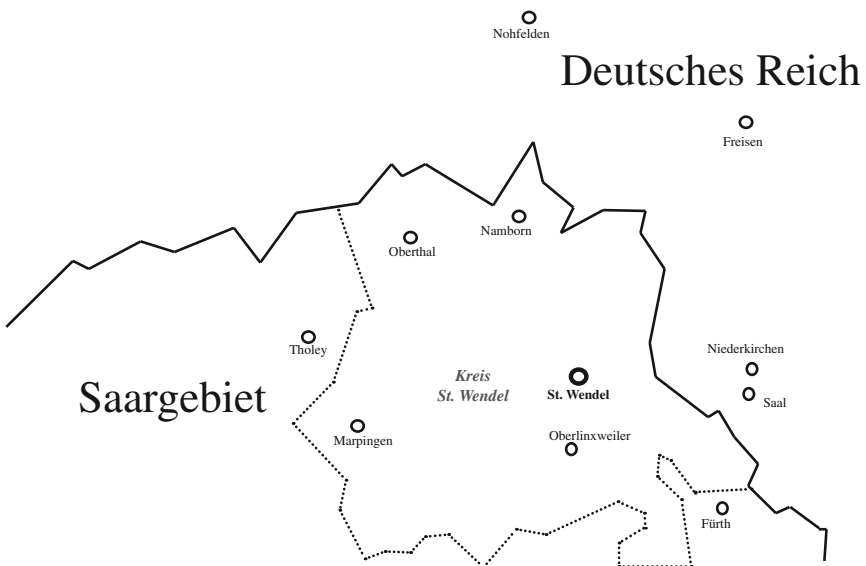 Nohfelden
Deutsches Reich
Freisen
Namborn
Oberthal
Tholey
Niederkirchen
Kreis
St. Wendel
St. Wendel
Saargebiet
Saal
Marpingen
Oberlinxweiler
Fürth